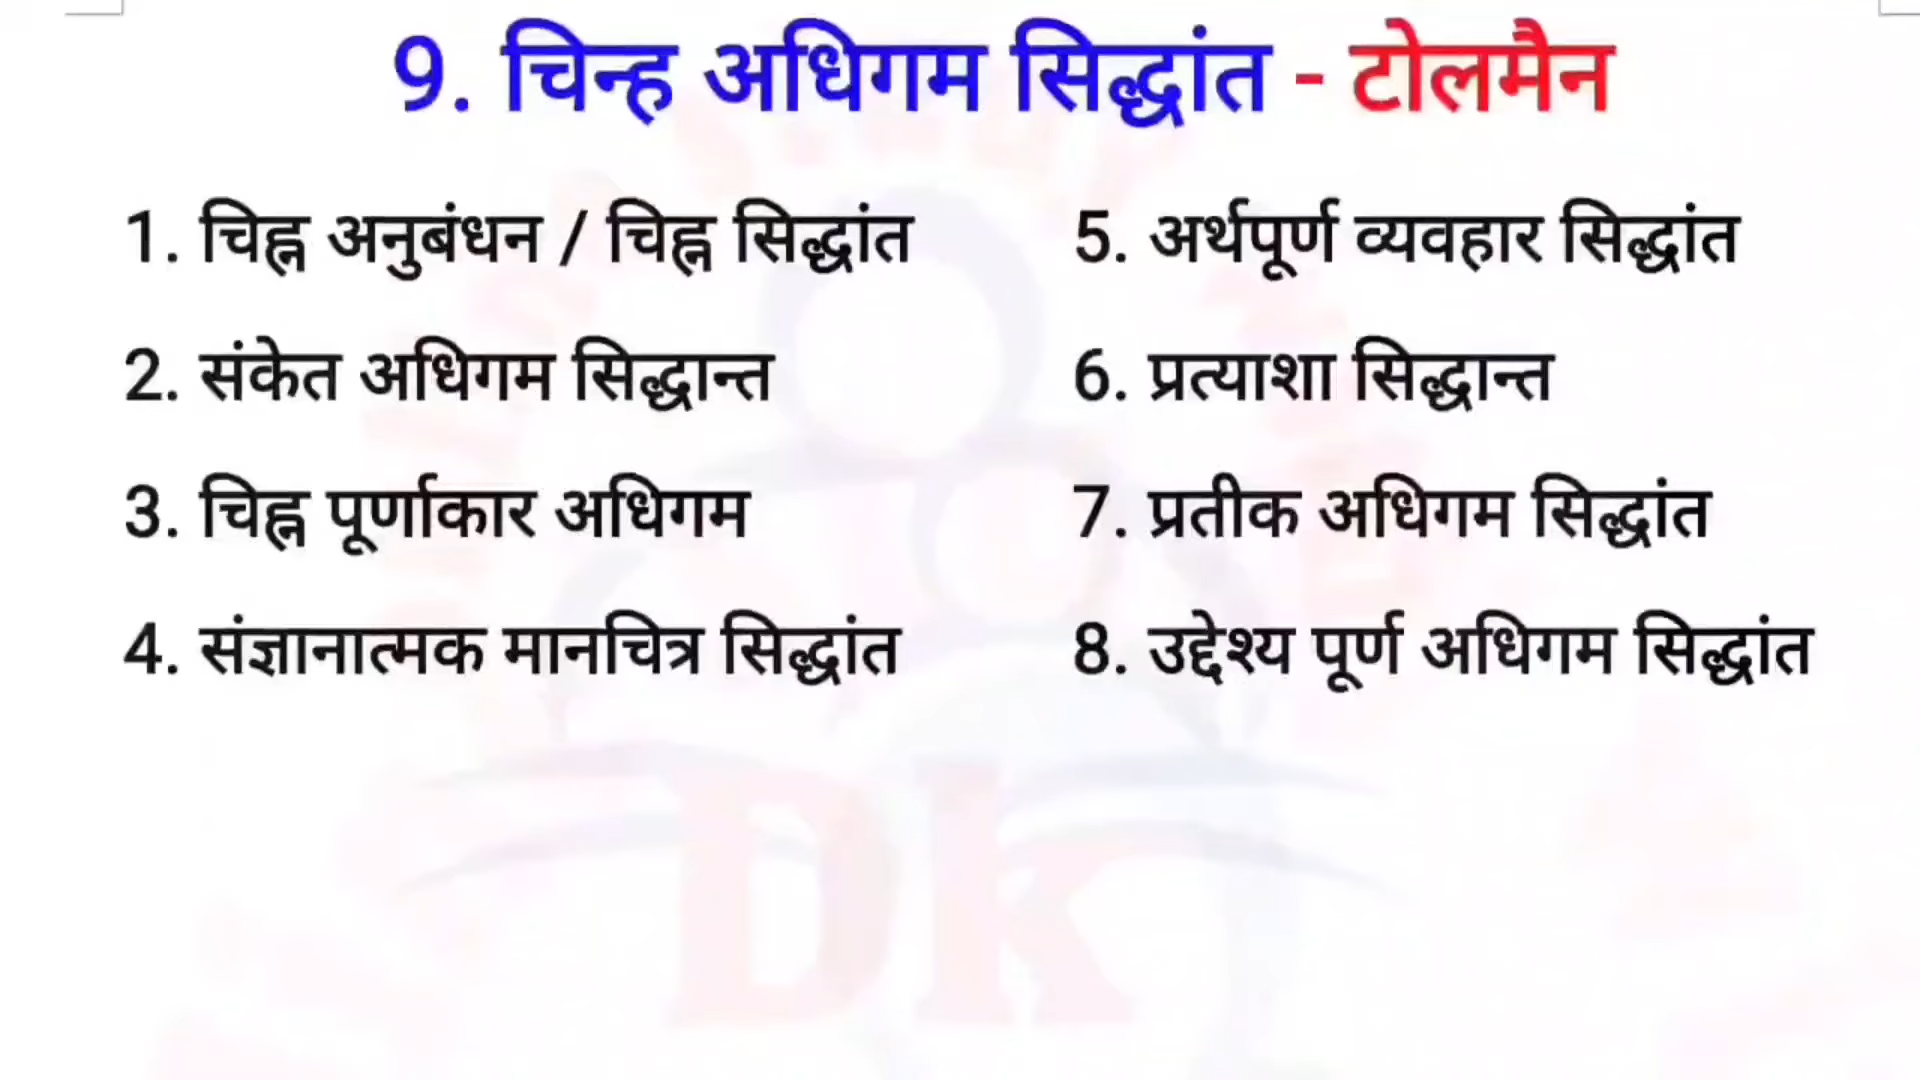 9. चिन्ह अधिगम सिद्धांत - टोलमैन
1. चिह्न अनुबंधन / चिह्न सिद्धांत
2. संकेत अधिगम सिद्धान्त
3. चिह्न पूर्णाकार अधिगम
4. संज्ञानात्मक मानचित्र सिद्धांत
5. अर्थपूर्ण व्यवहार सिद्धांत
6. प्रत्याशा सिद्धान्त
7. प्रतीक अधिगम सिद्धांत
8. उद्देश्य पूर्ण अधिगम सिद्धांत
DK